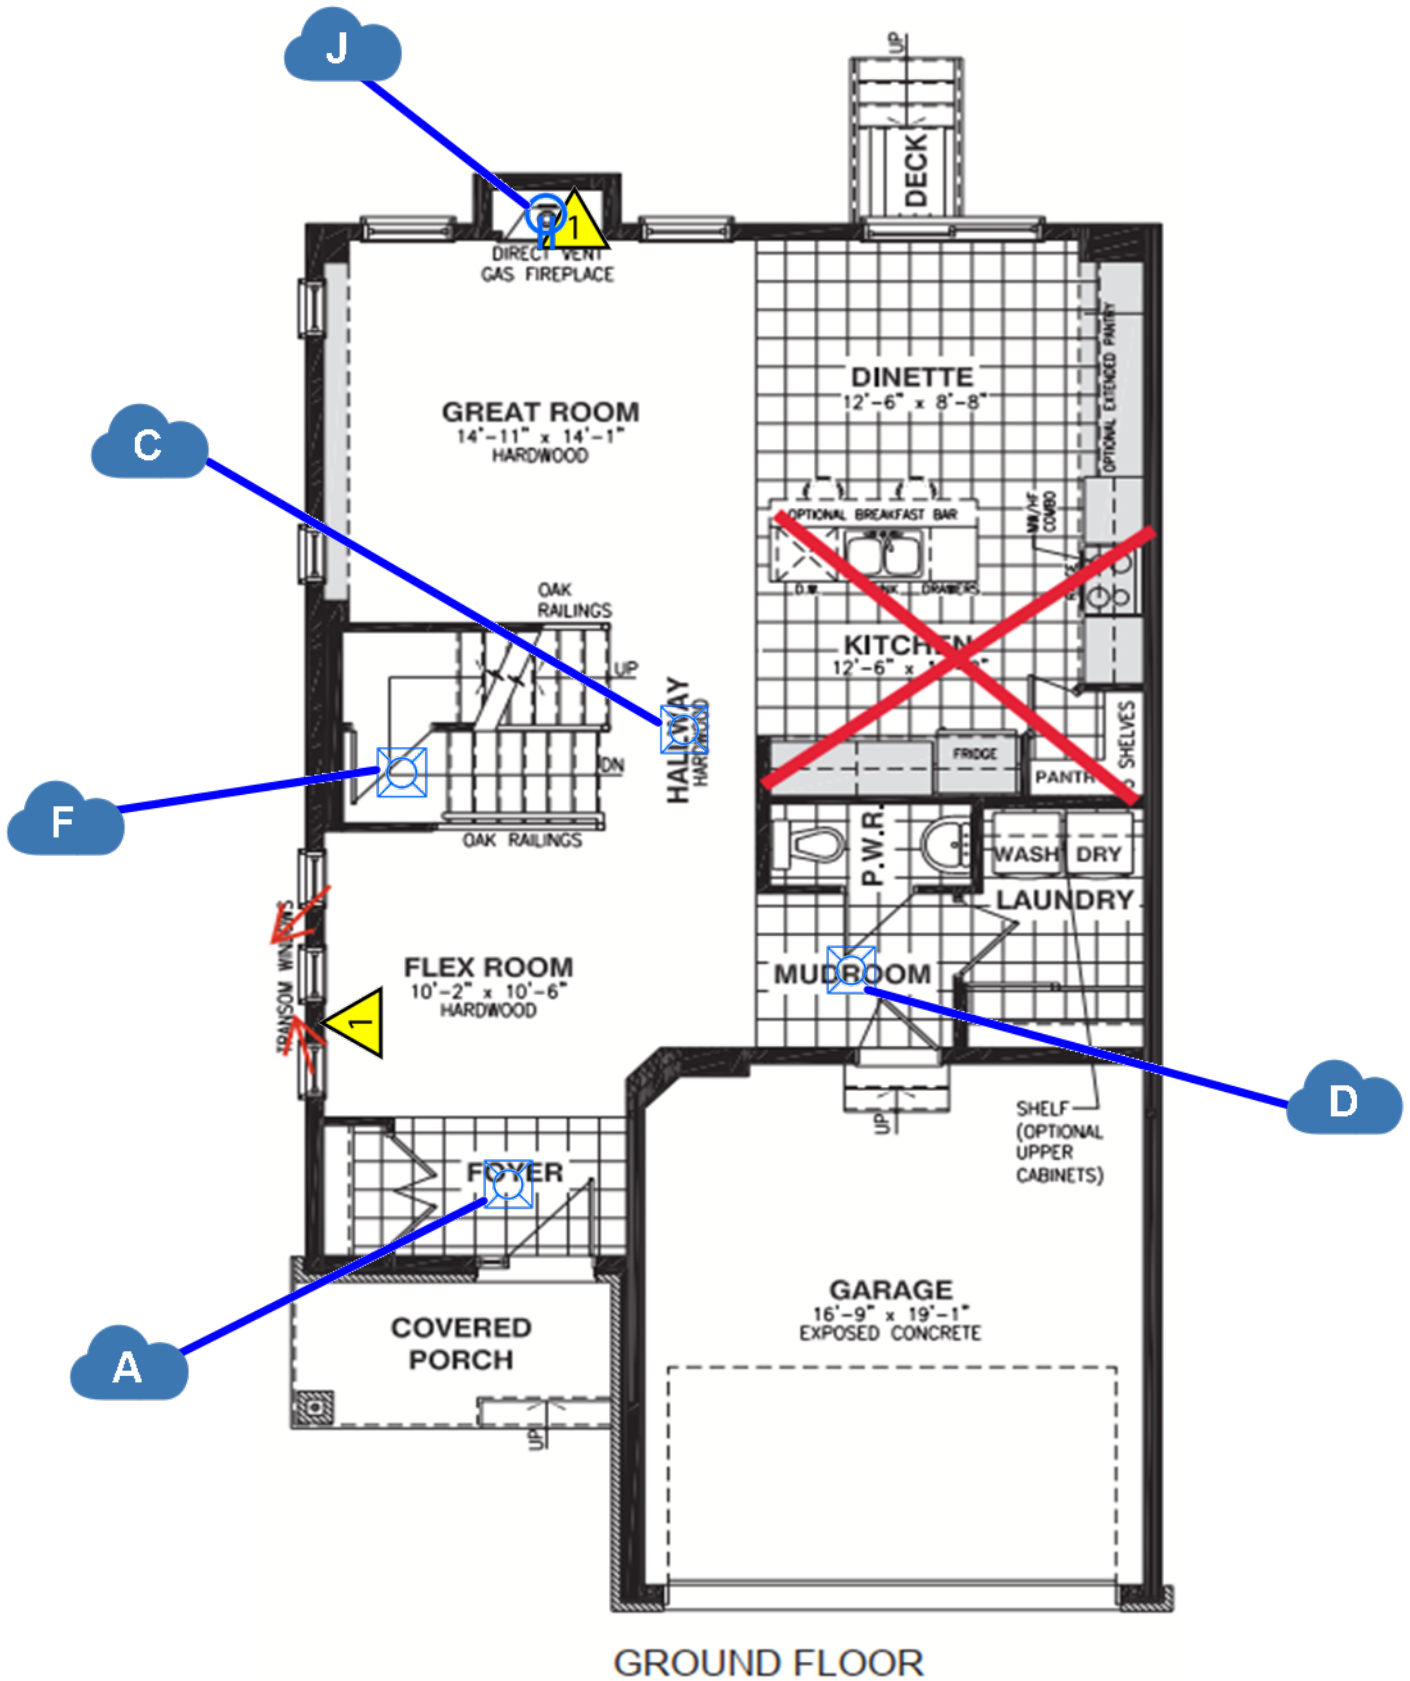 J
UP
DECK
1
DIRECT VENT
GAS FIREPLACE
OPTIONAL EXTENDED PANTRY
DINETTE
12'-6" x 8'-8"
GREAT ROOM
14'-11" x 14'-1"
HARDWOOD
C
OPTIONAL BREAKFAST BAR
MW/HF
COMBO
D.W.
DRAWERS
OAK
RAILINGS
KITCHEN
12'-6" x
UP
HALLWAY
HARDWOOD
SHELVES
FRIDGE
PANTR
DN
F
OAK RAILINGS
P.W.R.
WASH
DRY
LAUNDRY
TRANSOM WINDOWS
FLEX ROOM
10'-2" x 10'-6"
HARDWOOD
MUDROOM
1
D
UP
SHELF
(OPTIONAL
UPPER
CABINETS)
FOYER
A
GARAGE
16'-9" x 19'-1"
EXPOSED CONCRETE
COVERED
PORCH
UP
GROUND FLOOR